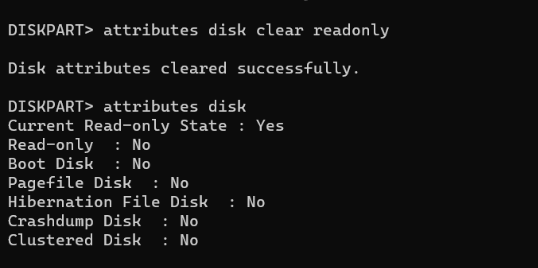 DISKPART> attributes disk clear readonly
Disk attributes cleared successfully.
DISKPART> attributes disk
Current Read-only State : Yes
Read-only  : No
Boot Disk  : No
Pagefile Disk  : No
Hibernation File Disk  : No
Crashdump Disk  : No
Clustered Disk  : No